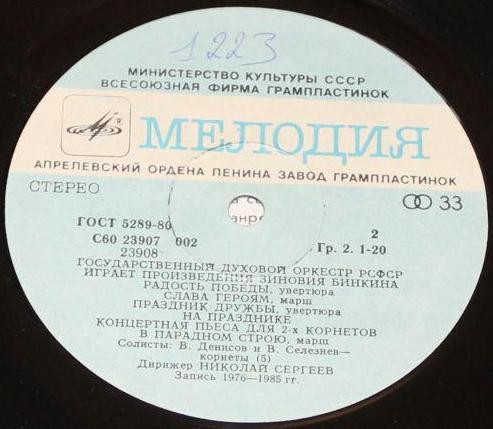 1223
МИНИСТЕРСТВО КУЛЬТУРЫ СССР
ВСЕСОЮЗНАЯ ФИРМА ГРАМПЛАСТИНОК
МЕЛОДИЯ
АПРЕЛЕВСКИЙ ОРДЕНА ЛЕНИНА ЗАВОД ГРАМПЛАСТИНОК
СТЕРЕО 33
ГОСТ 5289-80 2
С60 23907 002 Гр. 2. 1-20
23908
ГОСУДАРСТВЕННЫЙ ДУХОВОЙ ОРКЕСТР РСФСР
ИГРАЕТ ПРОИЗВЕДЕНИЯ ЗИНОВИЯ БИНКИНА
РАДОСТЬ ПОБЕДЫ, увертюра
СЛАВА ГЕРОЯМ, марш
ПРАЗДНИК ДРУЖБЫ, увертюра
НА ПРАЗДНИКЕ
КОНЦЕРТНАЯ ПЬЕСА ДЛЯ 2-х КОРНЕТОВ
В ПАРАДНОМ СТРОЮ, марш
Солисты: В. Денисов и В. Селезнев—
корнеты (5)
Дирижер НИКОЛАЙ СЕРГЕЕВ
Запись 1976—1985 гг.